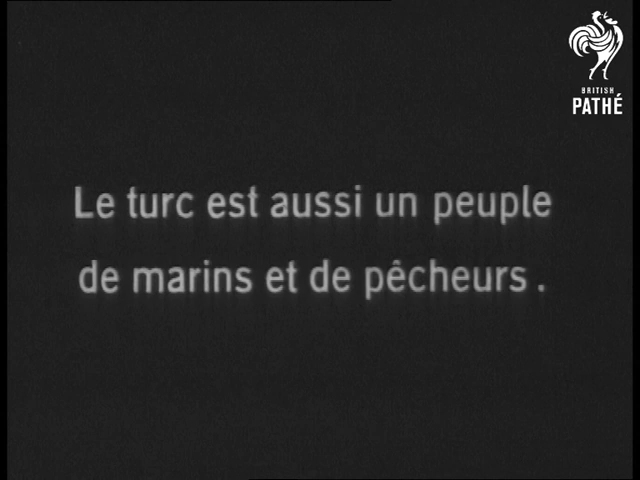 BRITISH
PATHÉ
Le turc est aussi un peuple
de marins et de pêcheurs .